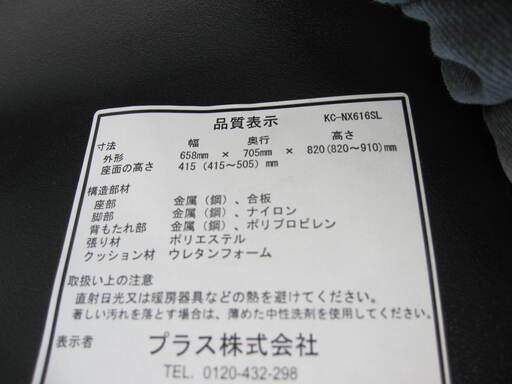 品質表示 KC-NX616SL
寸法 幅 奥行 高さ
外形 658mm × 705mm × 820(820～910)mm
座面の高さ 415(415～505)mm
構造部材
座部 金属(鋼)、合板
脚部 金属(鋼)、ナイロン
背もたれ部 金属(鋼)、ポリプロピレン
張り材 ポリエステル
クッション材 ウレタンフォーム
取扱い上の注意
直射日光又は暖房器具などの熱を避けてください。
著しい汚れを落とす場合は、薄めた中性洗剤を使用してください。
表示者 プラス株式会社
TEL. 0120-432-298